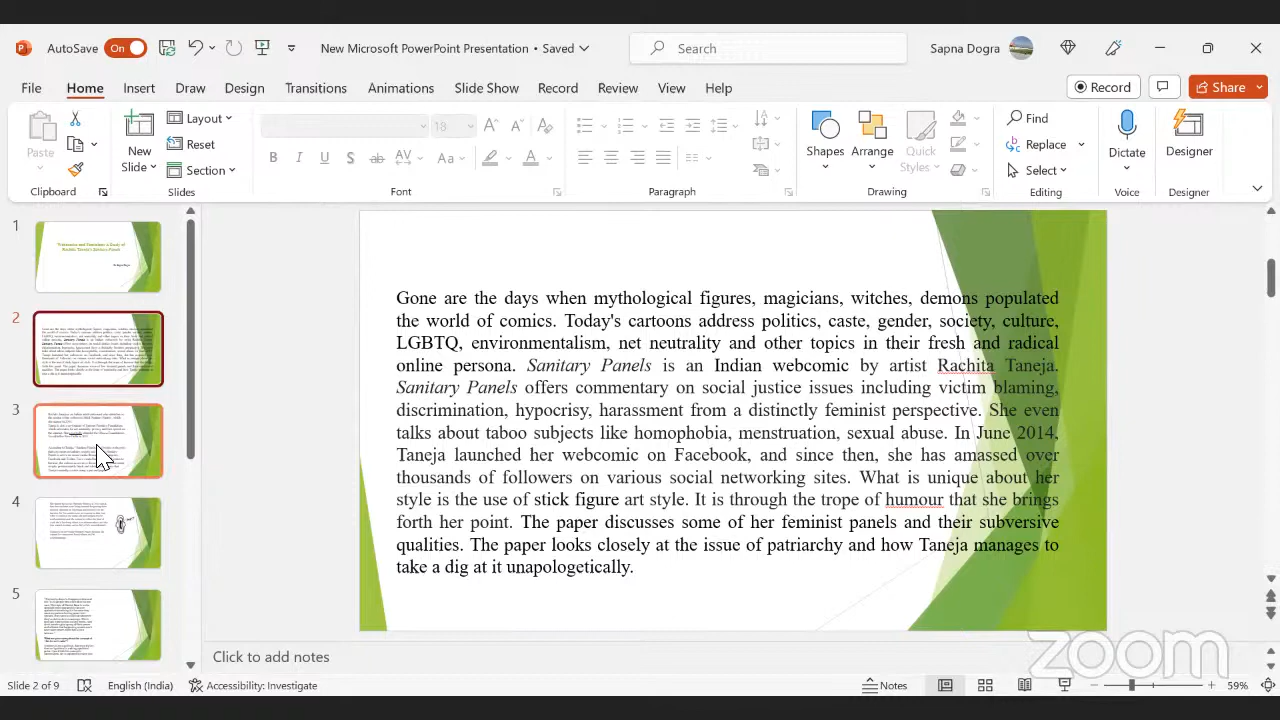 AutoSave On New Microsoft PowerPoint Presentation • Saved Search Sapna Dogra
File Home Insert Draw Design Transitions Animations Slide Show Record Review View Help Record Share
Paste New Slide Layout Reset Section 18 Shapes Arrange Quick Styles Find Replace Select Dictate Designer
Clipboard Slides Font Paragraph Drawing Editing Voice Designer
1
2
3
4
5
Gone are the days when mythological figures, magicians, witches, demons populated
the world of comics. Today's cartoons address politics, caste, gender, society, culture,
LGBTQ, environmentalism, net neutrality and other topics in their fresh and radical
online personal Panels is an Indian webcomic by artist Rachita Taneja.
Sanitary Panels offers commentary on social justice issues including victim blaming,
discrimination, hypocrisy, harassment from a distinctly feminist perspective. She even
talks about taboo subjects like homophobia, menstruation, sexual abuse. In June 2014,
Taneja launched her webcomic on Facebook and since then, she has amassed over
thousands of followers on various social networking sites. What is unique about her
style is the use of stick figure art style. It is through the trope of humour that she brings
forth her point. The paper discusses some of her feminist panels and their subversive
qualities. The paper looks closely at the issue of patriarchy and how Taneja manages to
take a dig at it unapologetically.
Click to add notes
zoom
Slide 2 of 9 English (India) Accessibility: Investigate Notes 59%